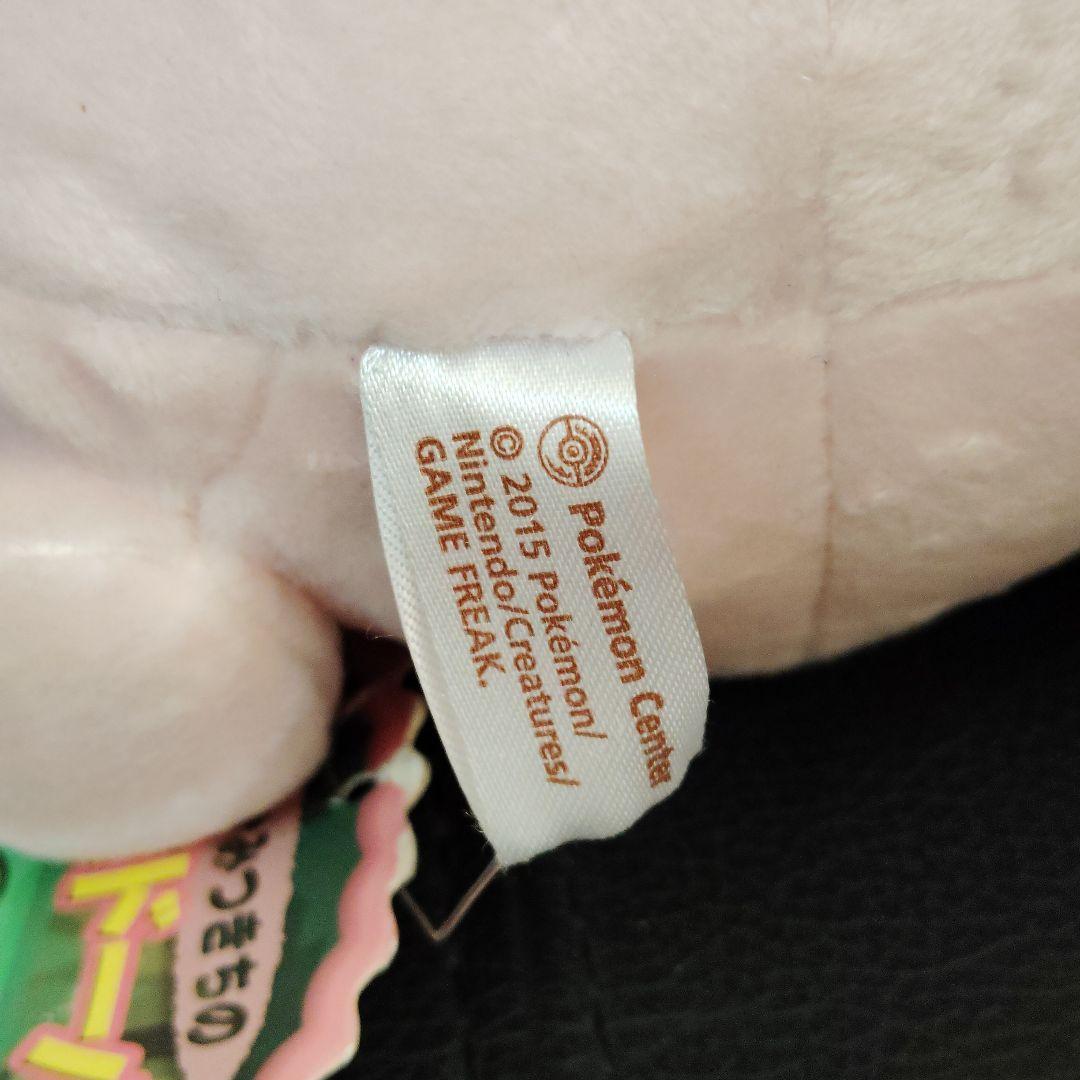 Pokémon Center
© 2015 Pokémon/
Nintendo/Creatures/
GAME FREAK.